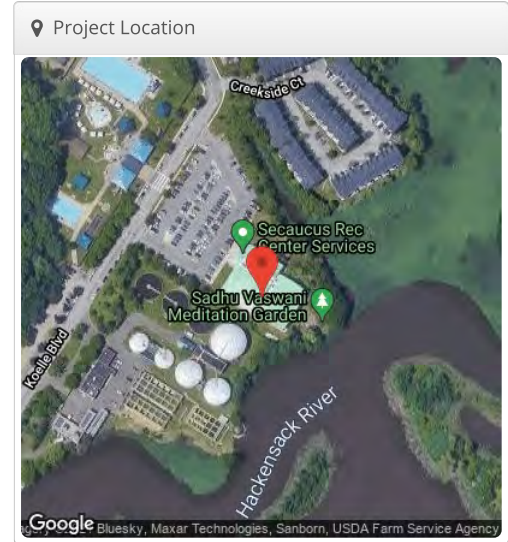 Project Location
Creekside Ct
Secaucus Rec
Center Services
Sadhu Vaswani
Meditation Garden
Koelle Blvd
Hackensack River
Google
Bluesky, Maxar Technologies, Sanborn, USDA Farm Service Agency